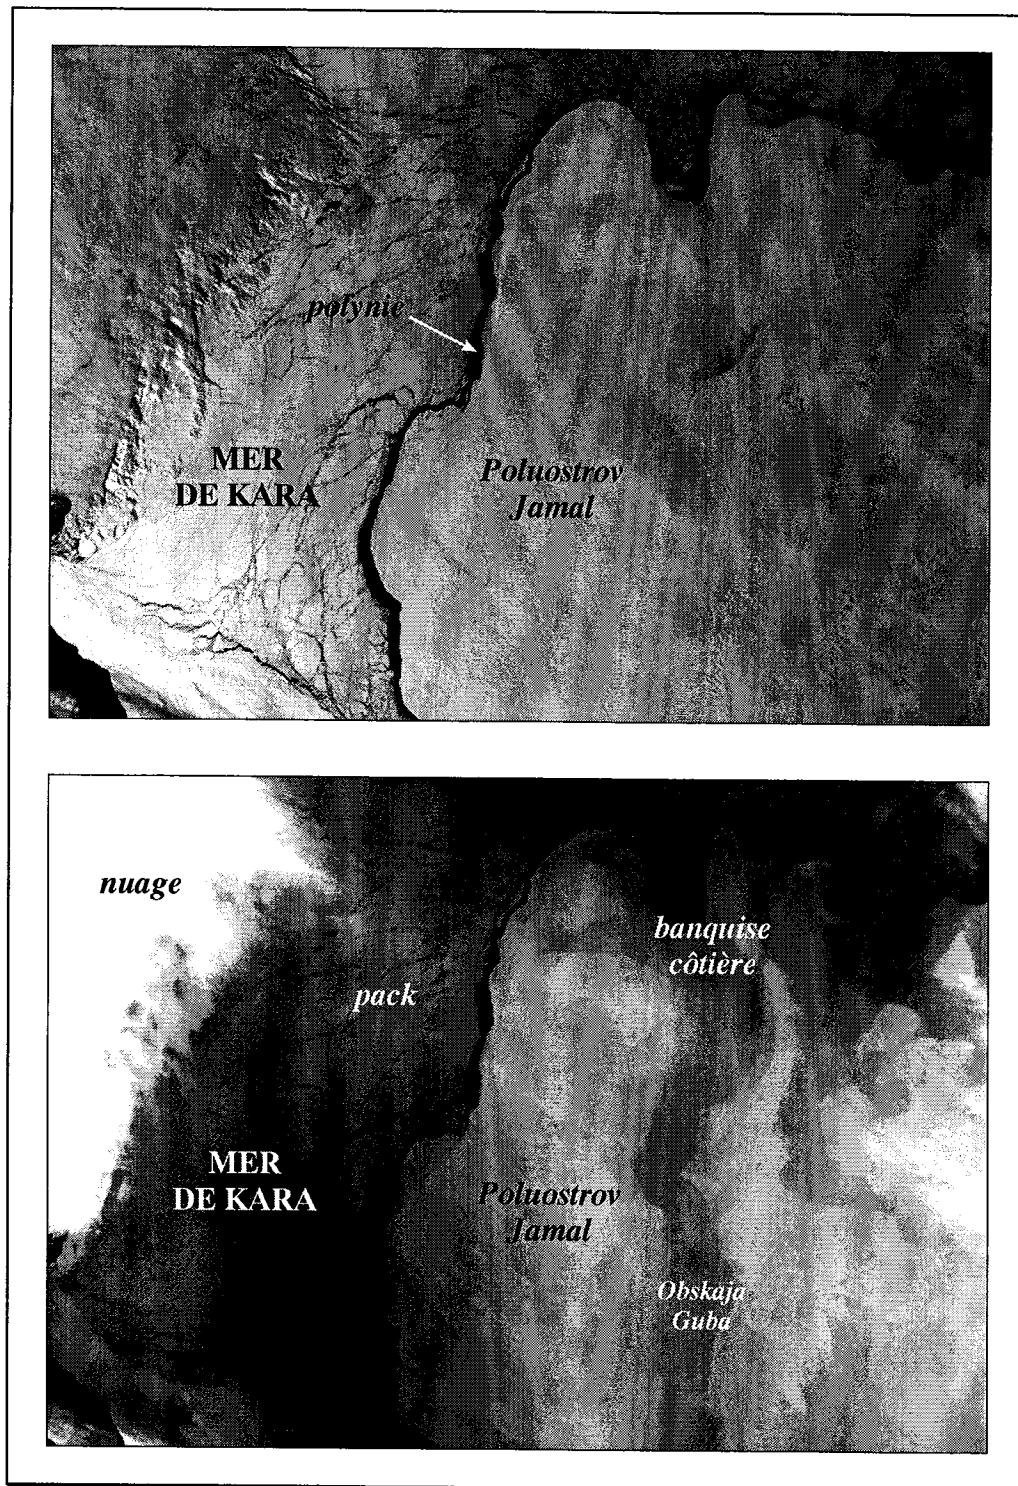 polynie
MER
DE KARA
Poluostrov
Jamal
nuage
banquise
côtière
pack
MER
DE KARA
Poluostrov
Jamal
Obskaja
Guba